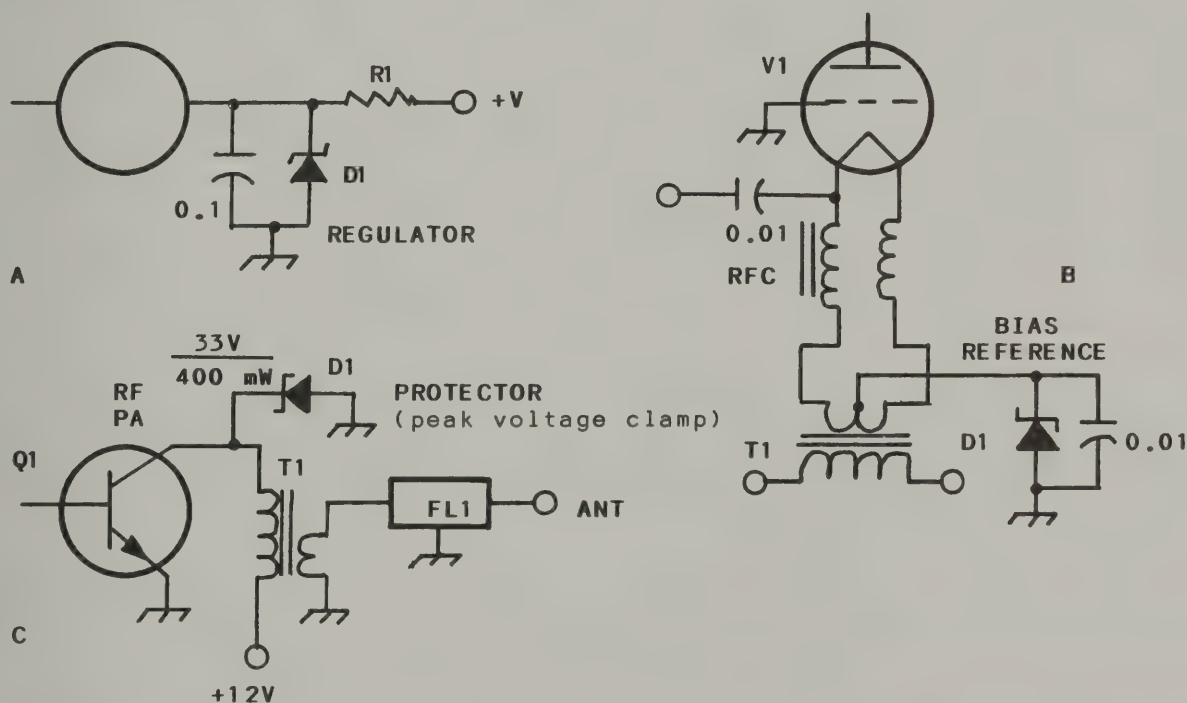 R1
+V
D1
0.1
REGULATOR
A
V1
0.01
RFC
B
BIAS
REFERENCE
T1
D1
0.01
33V
400 mW
D1
PROTECTOR
(peak voltage clamp)
RF
PA
Q1
T1
FL1
ANT
C
+12V